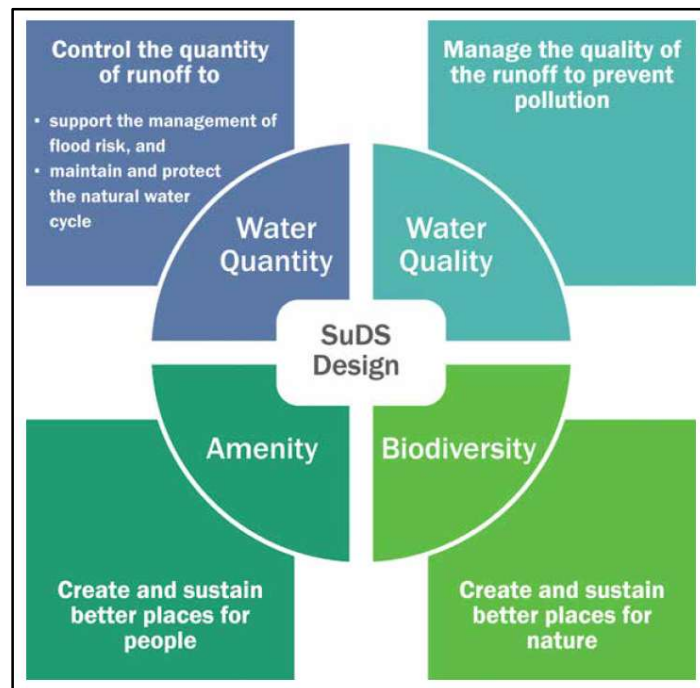 Control the quantity
of runoff to
• support the management of
flood risk, and
• maintain and protect
the natural water
cycle
Manage the quality of
the runoff to prevent
pollution
Water
Quantity
Water
Quality
SuDS
Design
Amenity
Biodiversity
Create and sustain
better places for
people
Create and sustain
better places for
nature